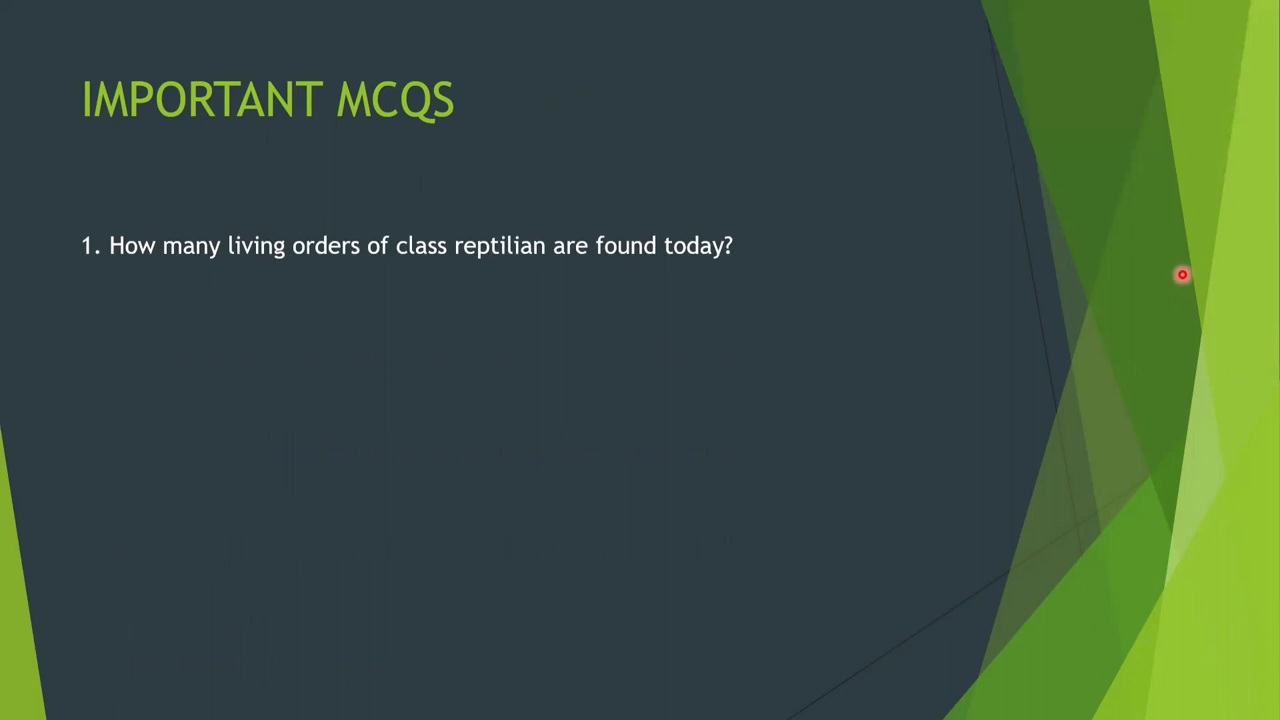 IMPORTANT MCQS
1. How many living orders of class reptilian are found today?